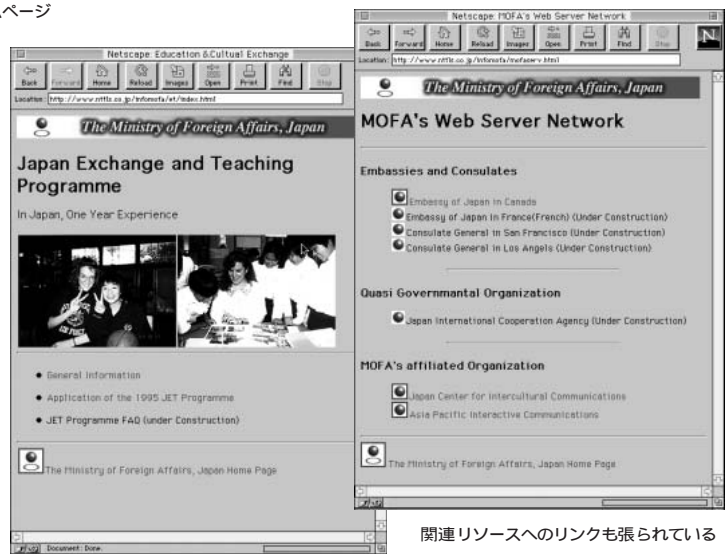 ページ
Netscape: Education &Cultual Exchange
Back Forward Home Reload Images Open Print Find Stop
Location: http://www.nttls.co.jp/infomofa/et/index.html
The Ministry of Foreign Affairs, Japan
Japan Exchange and Teaching
Programme
In Japan, One Year Experience
General Information
Application of the 1995 JET Programme
JET Programme FAQ (under Construction)
The Ministry of Foreign Affairs, Japan Home Page
Document: Done.
Netscape: MOFA's Web Server Network
Back Forward Home Reload Images Open Print Find Stop
N
Location: http://www.nttls.co.jp/infomofa/mofaserv.html
The Ministry of Foreign Affairs, Japan
MOFA's Web Server Network
Embassies and Consulates
Embassy of Japan in Canada
Embassy of Japan in France(French) (Under Construction)
Consulate General in San Francisco (Under Construction)
Consulate General in Los Angels (Under Construction)
Quasi Governmantal Organization
Japan International Cooperation Agency (Under Construction)
MOFA's affiliated Organization
Japan Center for Intercultural Communications
Asia Pacific Interactive Communications
The Ministry of Foreign Affairs, Japan Home Page
関連リソースへのリンクも張られている